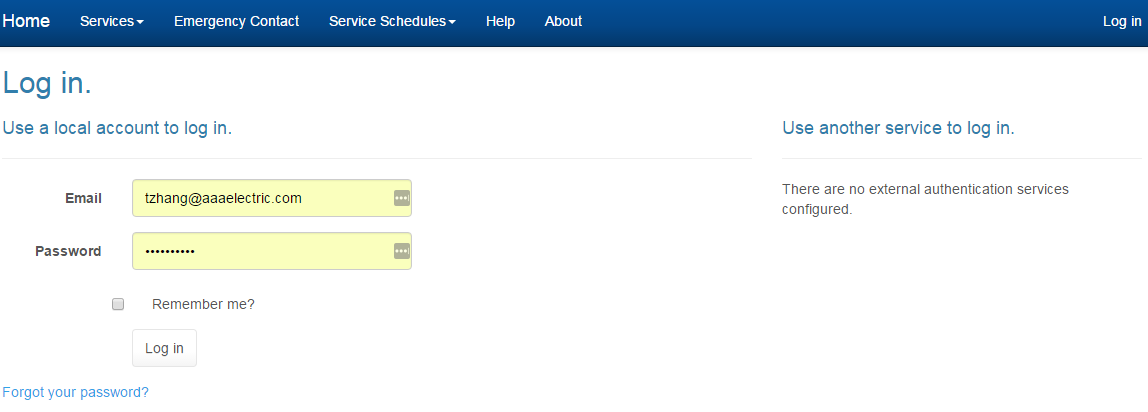 Home Services Emergency Contact Service Schedules Help About Log in
Log in.
Use a local account to log in.
Use another service to log in.
Email tzhang@aaaelectric.com
Password ••••••••••
There are no external authentication services
configured.
Remember me?
Log in
Forgot your password?